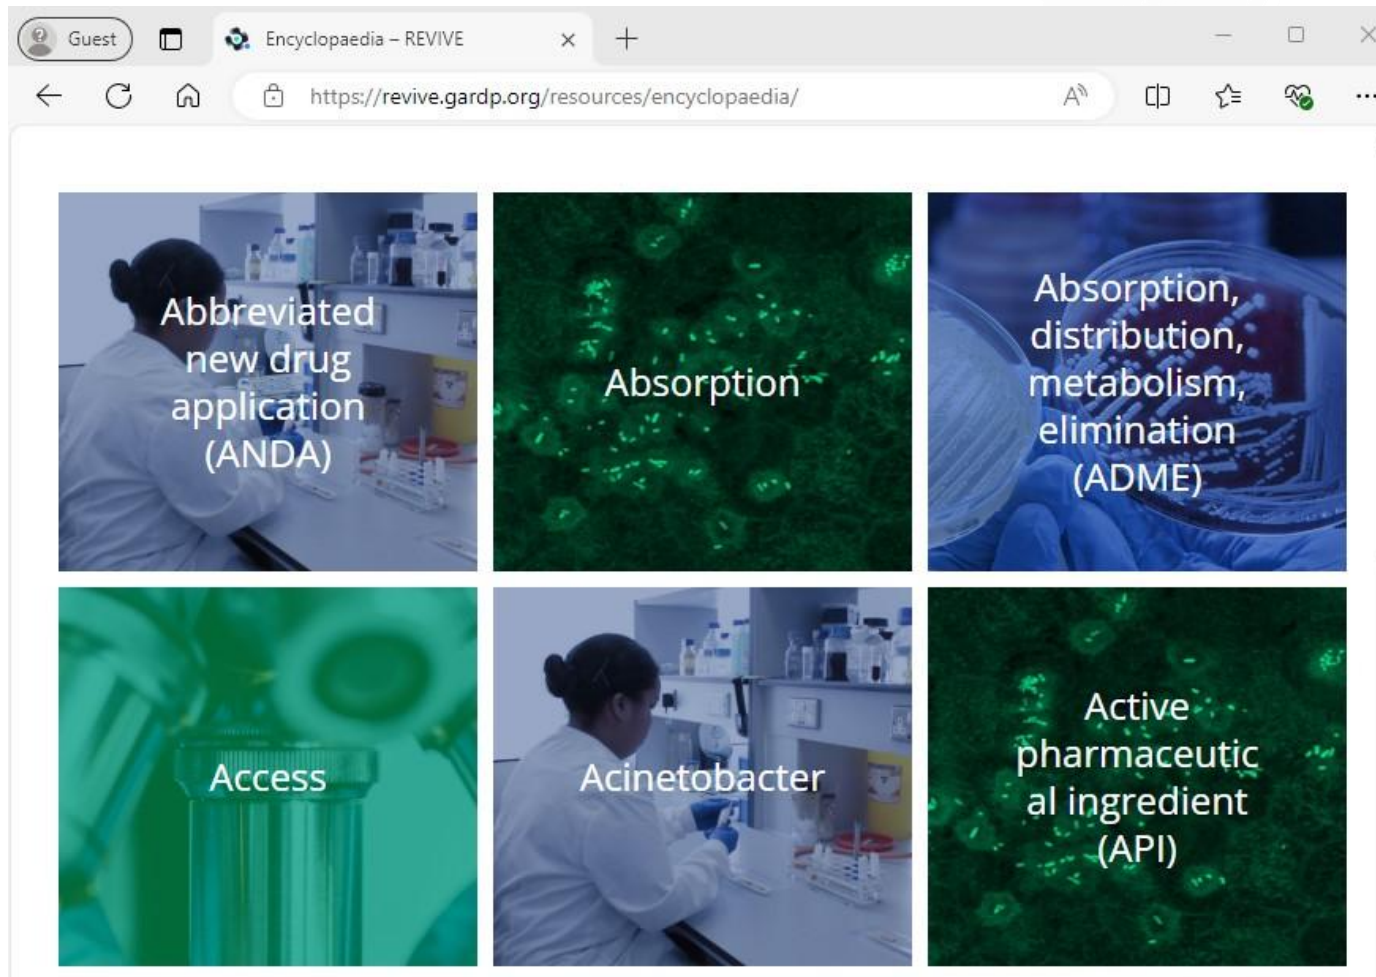 Guest
Encyclopaedia – REVIVE
https://revive.gardp.org/resources/encyclopaedia/
Abbreviated
new drug
application
(ANDA)
Absorption
Absorption,
distribution,
metabolism,
elimination
(ADME)
Access
Acinetobacter
Active
pharmaceutic
al ingredient
(API)